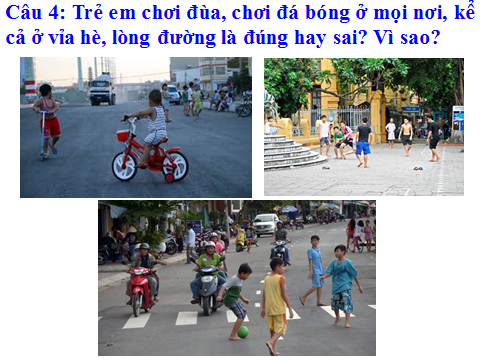 Câu 4: Trẻ em chơi đùa, chơi đá bóng ở mọi nơi, kể
cả ở vỉa hè, lòng đường là đúng hay sai? Vì sao?